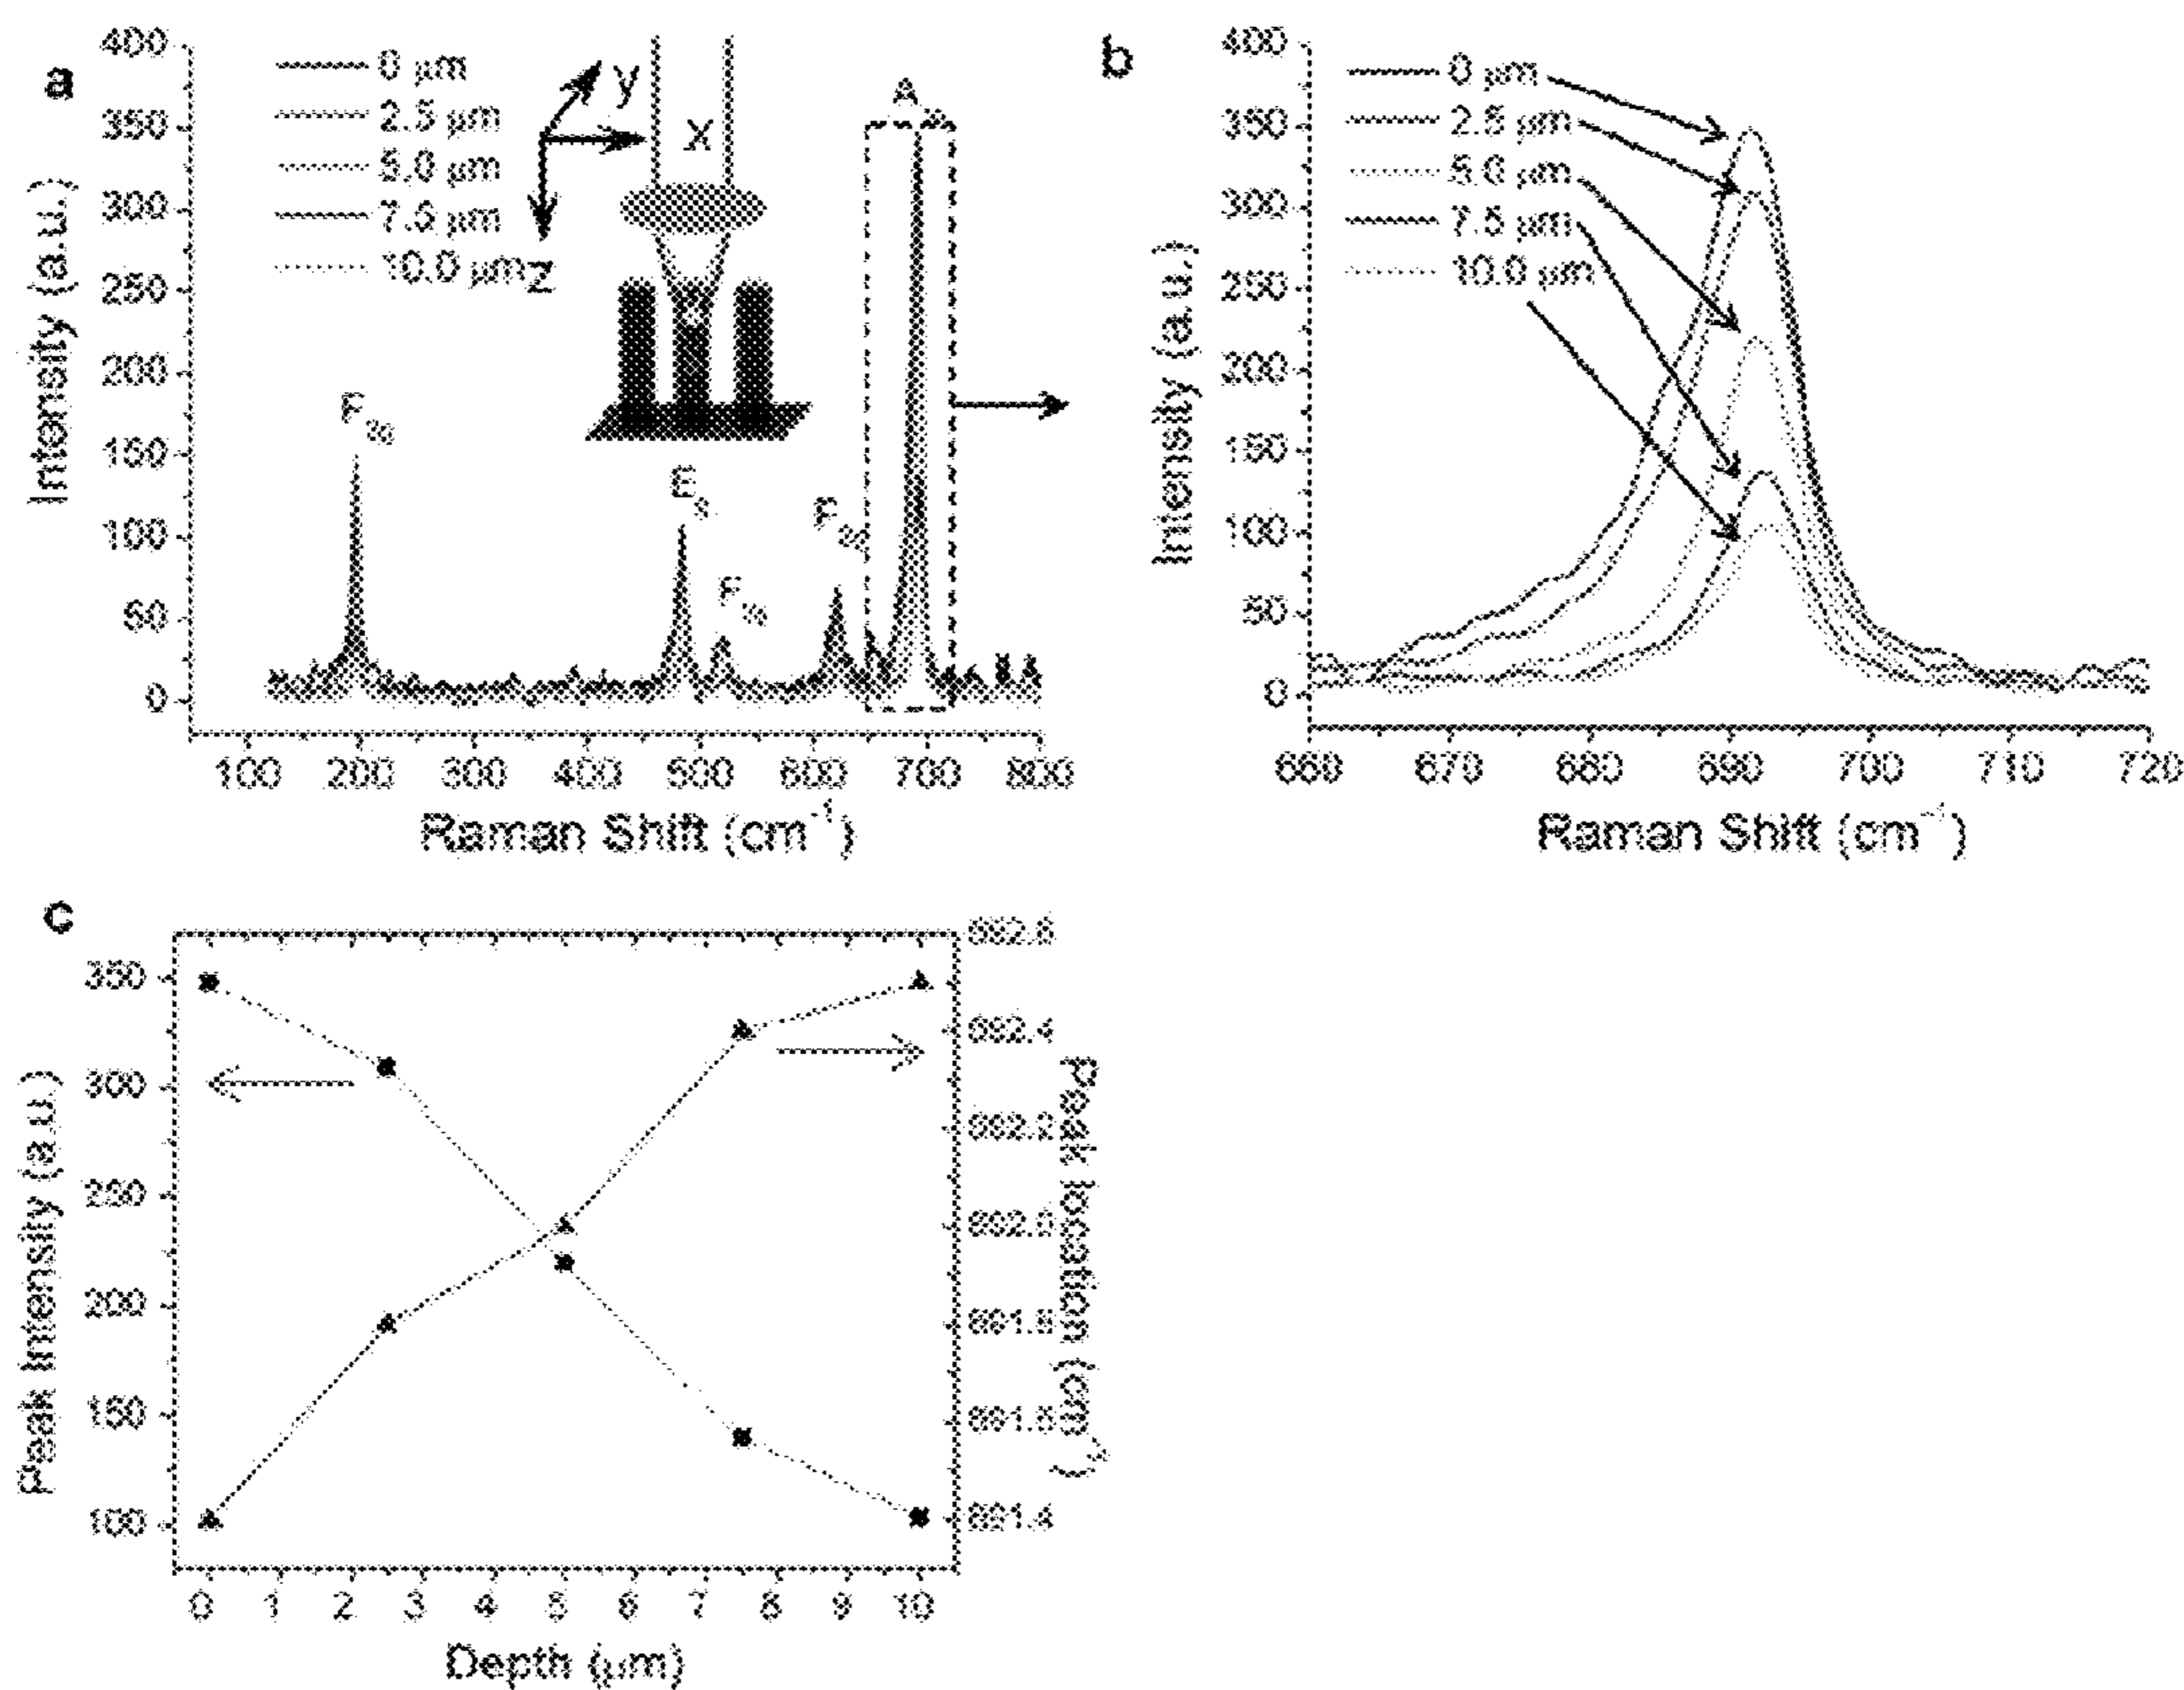 a
400
350
300
250
200
150
100
50
0
Intensity (a.u.)
0 μm
2.5 μm
5.0 μm
7.5 μm
10.0 μm
y
X
Z
F2g
Eg
F2g
F2g
A
100 200 300 400 500 600 700 800
Raman Shift (cm-1)
b
400
350
300
250
200
150
100
50
0
Intensity (a.u.)
0 μm
2.5 μm
5.0 μm
7.5 μm
10.0 μm
660 670 680 690 700 710 720
Raman Shift (cm-1)
c
350
300
250
200
150
100
Peak Intensity (a.u.)
692.6
692.4
692.2
692.0
691.8
691.6
691.4
Peak location (cm-1)
0 1 2 3 4 5 6 7 8 9 10
Depth (μm)